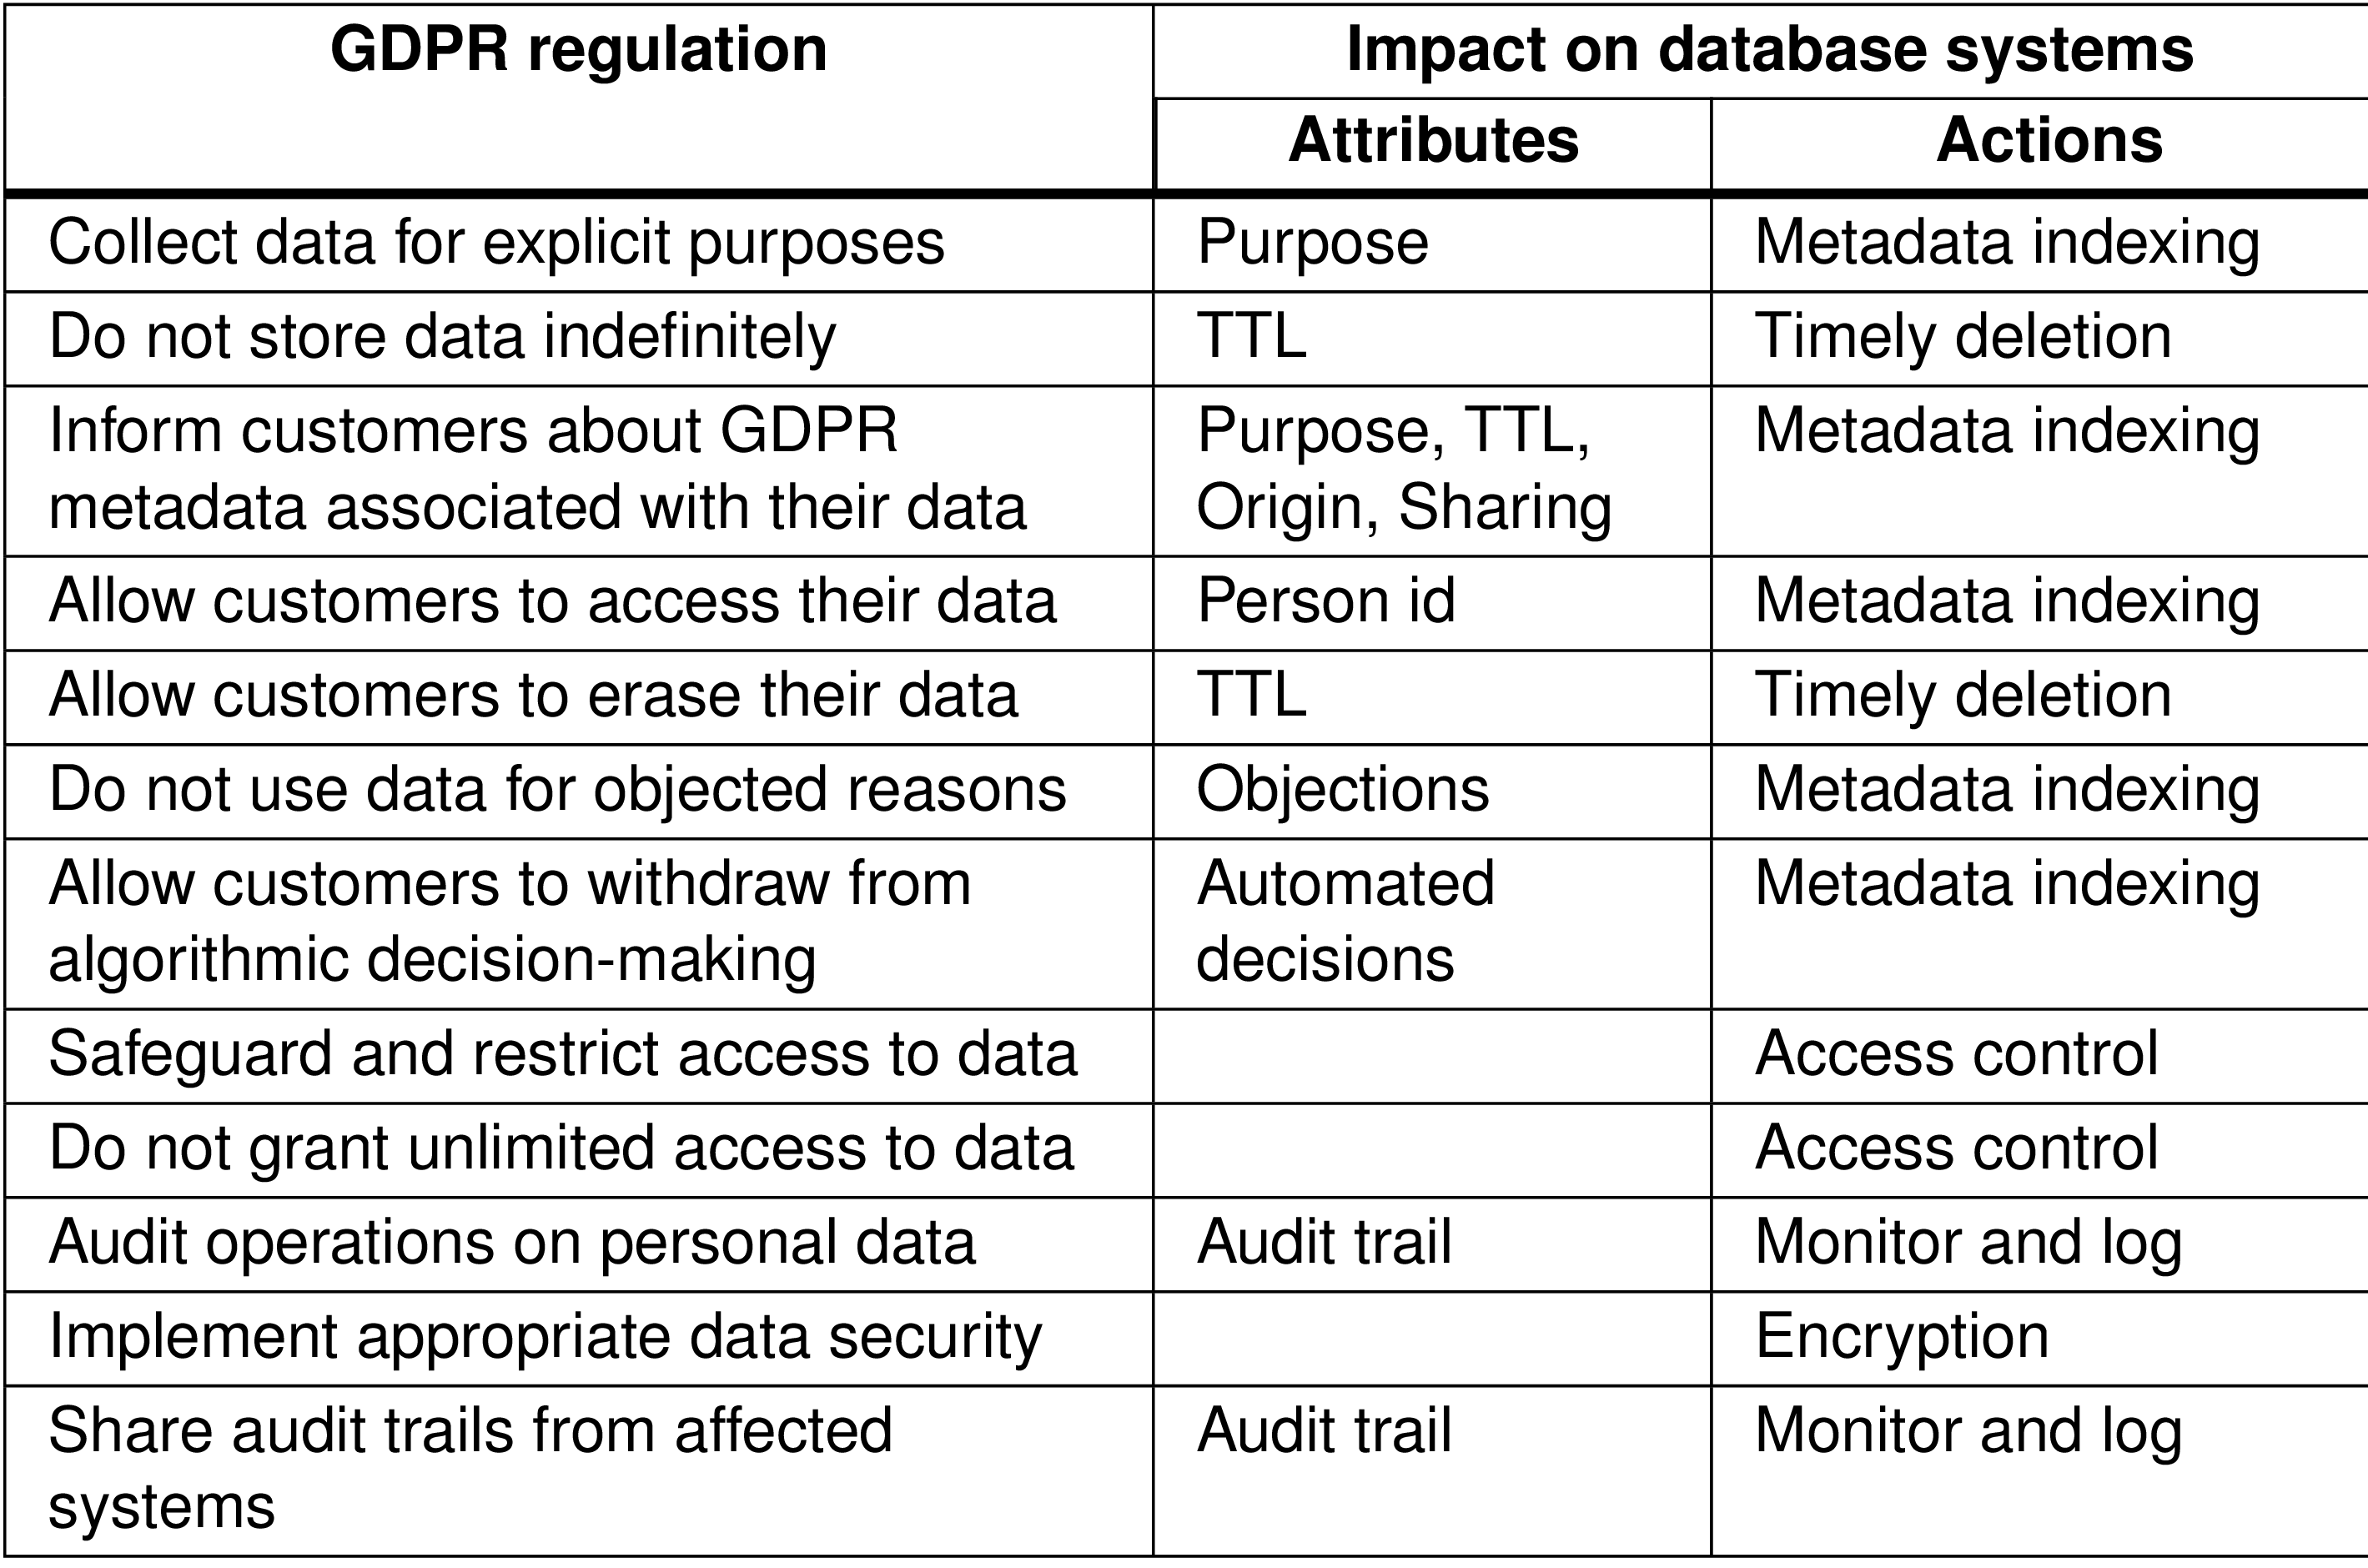 GDPR regulation Impact on database systems
Attributes Actions
Collect data for explicit purposes Purpose Metadata indexing
Do not store data indefinitely TTL Timely deletion
Inform customers about GDPR Purpose, TTL, Metadata indexing
metadata associated with their data Origin, Sharing
Allow customers to access their data Person id Metadata indexing
Allow customers to erase their data TTL Timely deletion
Do not use data for objected reasons Objections Metadata indexing
Allow customers to withdraw from Automated Metadata indexing
algorithmic decision-making decisions
Safeguard and restrict access to data Access control
Do not grant unlimited access to data Access control
Audit operations on personal data Audit trail Monitor and log
Implement appropriate data security Encryption
Share audit trails from affected Audit trail Monitor and log
systems